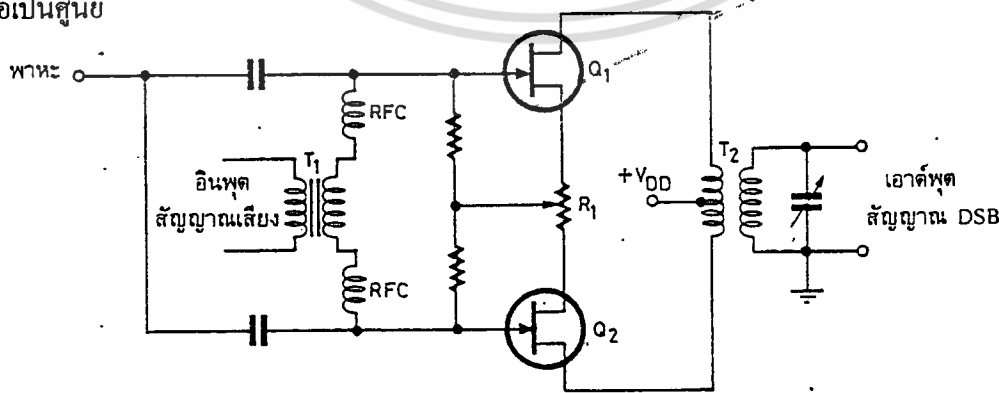 อเป็นศูนย์
พาหะ
Q1
RFC
T1
อินพุต
สัญญาณเสียง
R1
+VDD
T2
เอาต์พุต
สัญญาณ DSB
RFC
Q2